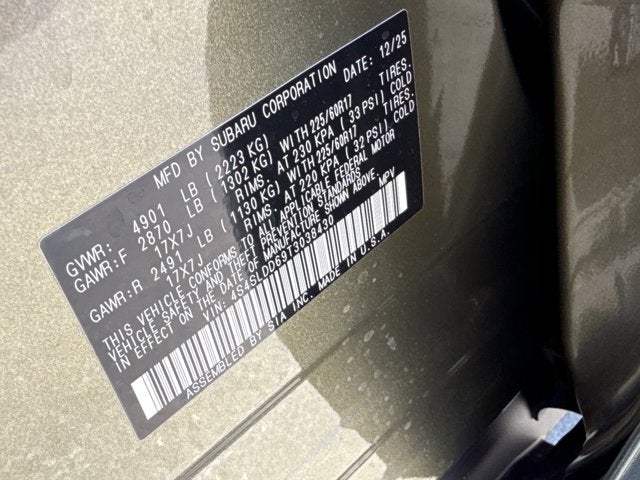 MFD BY SUBARU CORPORATION DATE: 12/25
GVWR: 4901 LB (2223 KG)
GAWR:F 2870 LB (1302 KG) WITH 225/60R17 TIRES.
17X7J RIMS. AT 230 KPA (33 PSI) COLD
GAWR:R 2491 LB (1130 KG) WITH 225/60R17 TIRES.
17X7J RIMS. AT 220 KPA (32 PSI) COLD
THIS VEHICLE CONFORMS TO ALL APPLICABLE FEDERAL MOTOR
VEHICLE SAFETY AND THEFT PREVENTION STANDARDS
IN EFFECT ON THE DATE OF MANUFACTURE SHOWN ABOVE.
VIN: 4S4SLDD69T3038430 MPV
ASSEMBLED BY STA INC. MADE IN U.S.A.